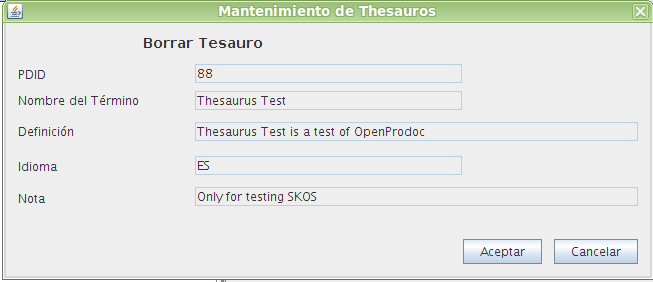 Mantenimiento de Thesauros
Borrar Tesauro
PDID 88
Nombre del Término Thesaurus Test
Definición Thesaurus Test is a test of OpenProdoc
Idioma ES
Nota Only for testing SKOS
Aceptar Cancelar